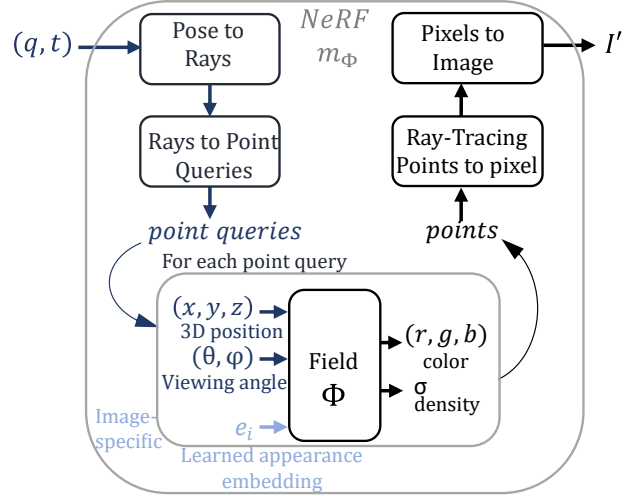 (q, t)
Pose to
Rays
NeRF
m_Φ
Pixels to
Image
I′
Rays to Point
Queries
Ray-Tracing
Points to pixel
point queries
points
For each point query
(x, y, z)
3D position
(θ, φ)
Viewing angle
Field
Φ
(r, g, b)
color
σ
density
Image-
specific
e_i
Learned appearance
embedding